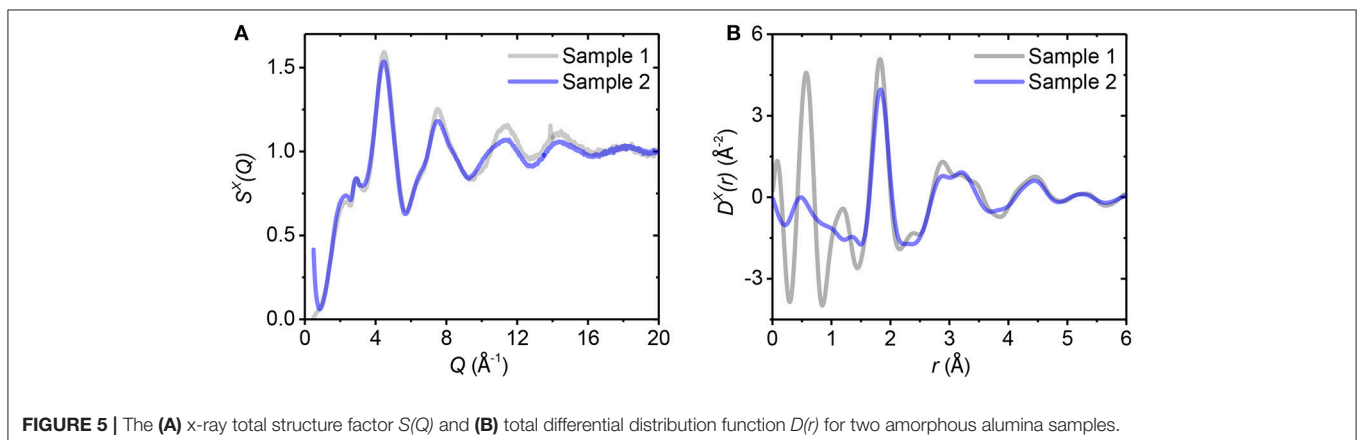 A
Sample 1
Sample 2
1.5
1.0
0.5
0.0
S^X(Q)
0 4 8 12 16 20
Q (Å⁻¹)
B
Sample 1
Sample 2
6
3
0
-3
D^X(r) (Å⁻²)
0 1 2 3 4 5 6
r (Å)
FIGURE 5 | The (A) x-ray total structure factor S(Q) and (B) total differential distribution function D(r) for two amorphous alumina samples.